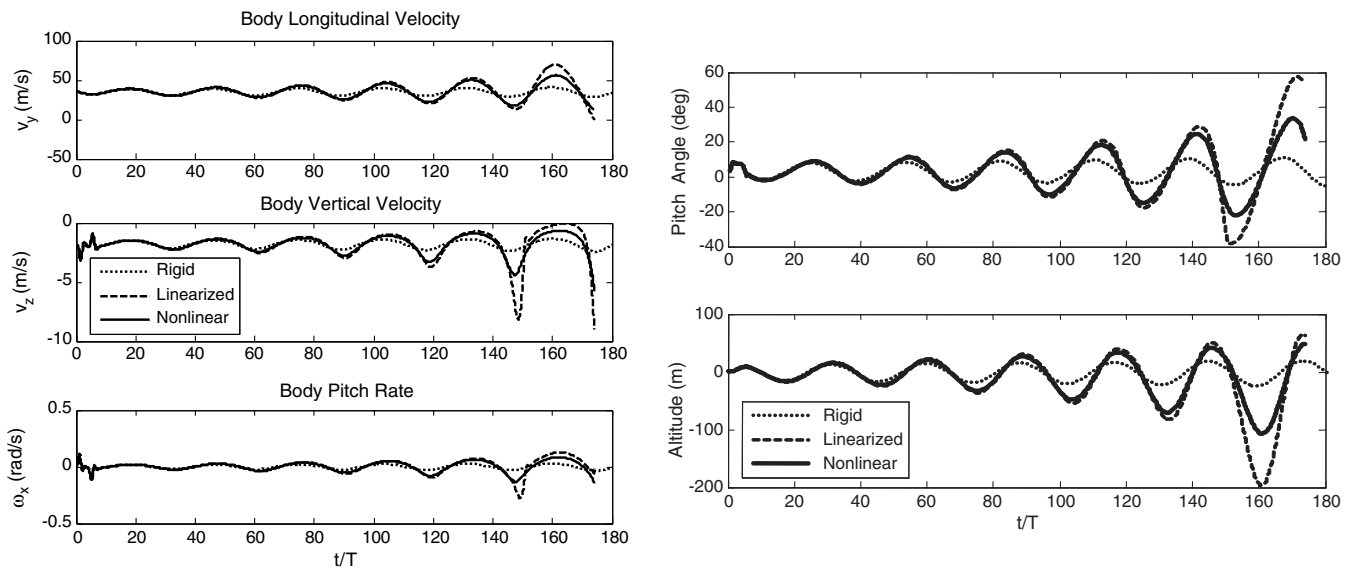 Body Longitudinal Velocity
100
50
0
-50
v_y (m/s)
0 20 40 60 80 100 120 140 160 180
Body Vertical Velocity
0
-5
-10
v_z (m/s)
Rigid
Linearized
Nonlinear
0 20 40 60 80 100 120 140 160 180
Body Pitch Rate
0.5
0
-0.5
ω_x (rad/s)
0 20 40 60 80 100 120 140 160 180
t/T
60
40
20
0
-20
-40
Pitch Angle (deg)
0 20 40 60 80 100 120 140 160 180
100
0
-100
-200
Altitude (m)
Rigid
Linearized
Nonlinear
0 20 40 60 80 100 120 140 160 180
t/T